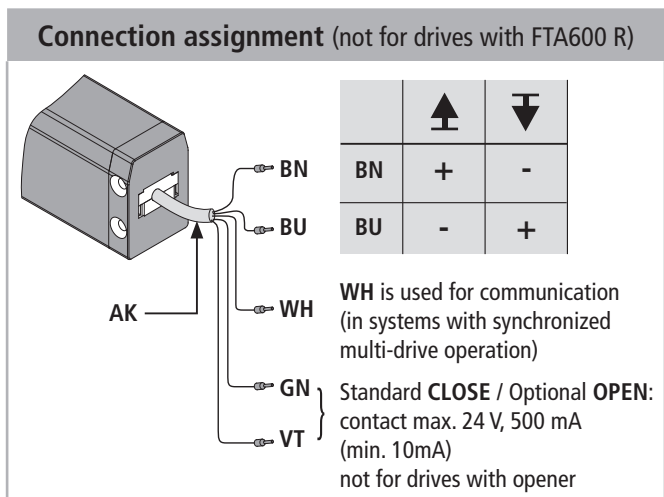 Connection assignment (not for drives with FTA600 R)
BN
BU
AK
WH
GN
VT
BN + -
BU - +
WH is used for communication
(in systems with synchronized
multi-drive operation)
Standard CLOSE / Optional OPEN:
contact max. 24 V, 500 mA
(min. 10mA)
not for drives with opener